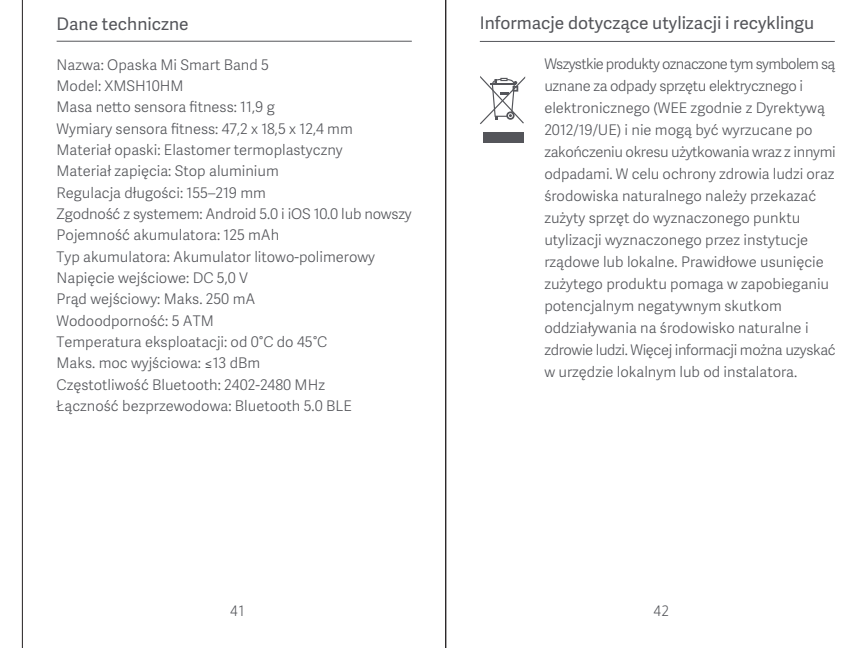 Dane techniczne
Nazwa: Opaska Mi Smart Band 5
Model: XMSH10HM
Masa netto sensora fitness: 11,9 g
Wymiary sensora fitness: 47,2 x 18,5 x 12,4 mm
Materiał opaski: Elastomer termoplastyczny
Materiał zapięcia: Stop aluminium
Regulacja długości: 155–219 mm
Zgodność z systemem: Android 5.0 i iOS 10.0 lub nowszy
Pojemność akumulatora: 125 mAh
Typ akumulatora: Akumulator litowo-polimerowy
Napięcie wejściowe: DC 5,0 V
Prąd wejściowy: Maks. 250 mA
Wodoodporność: 5 ATM
Temperatura eksploatacji: od 0°C do 45°C
Maks. moc wyjściowa: ≤13 dBm
Częstotliwość Bluetooth: 2402-2480 MHz
Łączność bezprzewodowa: Bluetooth 5.0 BLE
41
Informacje dotyczące utylizacji i recyklingu
Wszystkie produkty oznaczone tym symbolem są
uznane za odpady sprzętu elektrycznego i
elektronicznego (WEE zgodnie z Dyrektywą
2012/19/UE) i nie mogą być wyrzucane po
zakończeniu okresu użytkowania wraz z innymi
odpadami. W celu ochrony zdrowia ludzi oraz
środowiska naturalnego należy przekazać
zużyty sprzęt do wyznaczonego punktu
utylizacji wyznaczonego przez instytucje
rządowe lub lokalne. Prawidłowe usunięcie
zużytego produktu pomaga w zapobieganiu
potencjalnym negatywnym skutkom
oddziaływania na środowisko naturalne i
zdrowie ludzi. Więcej informacji można uzyskać
w urzędzie lokalnym lub od instalatora.
42